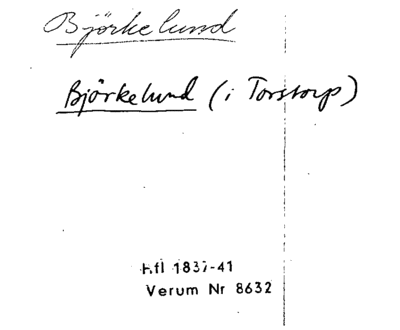 Björkelund
Björkelund (i Torstorp)
Hfl 1837-41
Verum Nr 8632